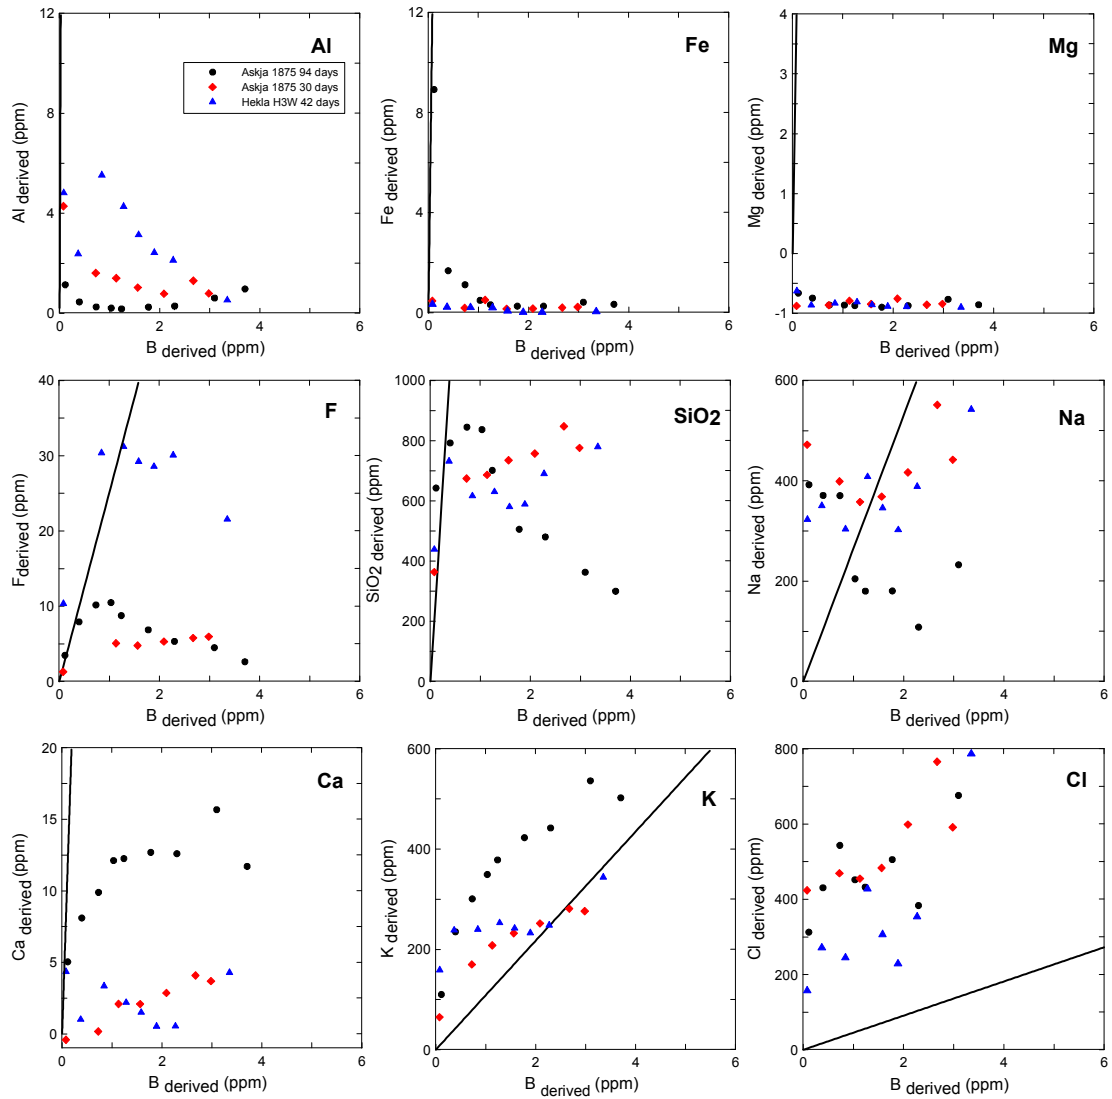 12
8
4
0
Al derived (ppm)
Al
Askja 1875 94 days
Askja 1875 30 days
Hekla H3W 42 days
0 2 4 6
B derived (ppm)
12
8
4
0
Fe derived (ppm)
Fe
0 2 4 6
B derived (ppm)
4
3
2
1
0
-1
Mg derived (ppm)
Mg
0 2 4 6
B derived (ppm)
40
30
20
10
0
F derived (ppm)
F
0 2 4 6
B derived (ppm)
1000
800
600
400
200
0
SiO2 derived (ppm)
SiO2
0 2 4 6
B derived (ppm)
600
400
200
0
Na derived (ppm)
Na
0 2 4 6
B derived (ppm)
20
15
10
5
0
Ca derived (ppm)
Ca
0 2 4 6
B derived (ppm)
600
400
200
0
K derived (ppm)
K
0 2 4 6
B derived (ppm)
800
600
400
200
0
Cl derived (ppm)
Cl
0 2 4 6
B derived (ppm)